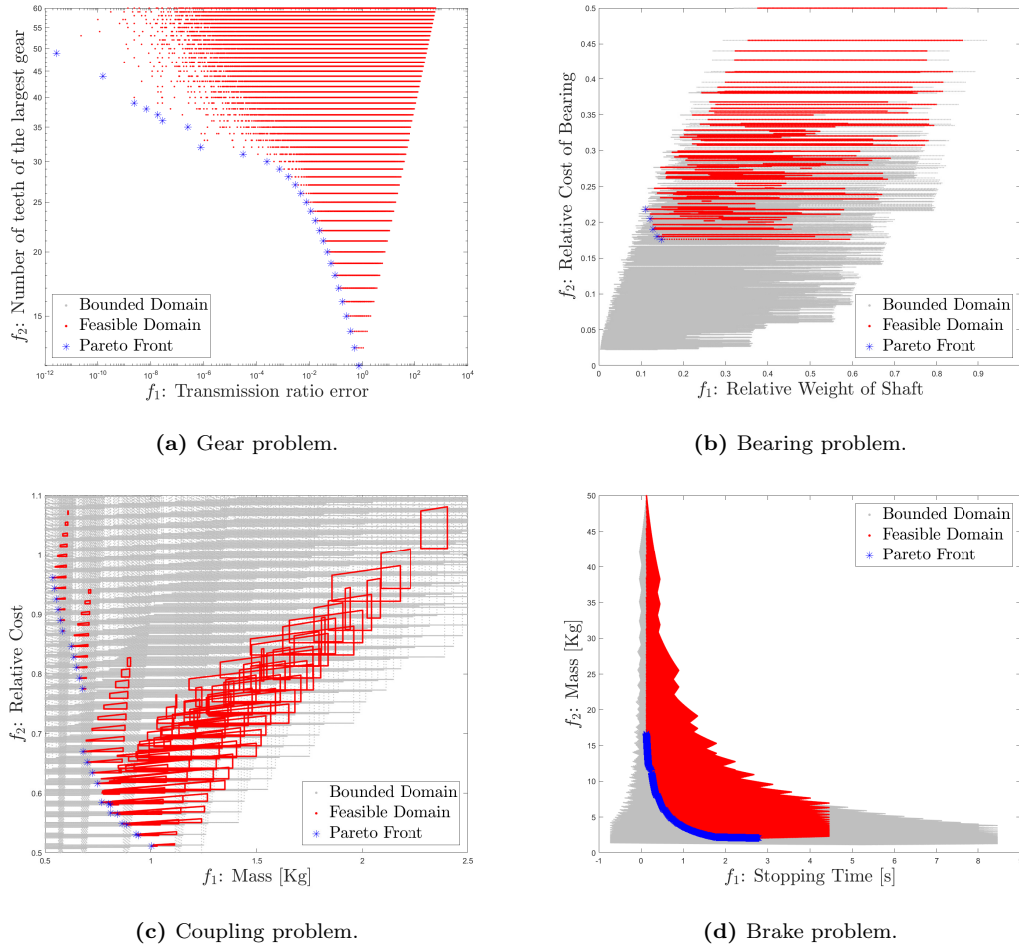 60
55
50
45
40
35
30
25
20
15
f₂: Number of teeth of the largest gear
Bounded Domain
Feasible Domain
Pareto Front
10⁻¹² 10⁻¹⁰ 10⁻⁸ 10⁻⁶ 10⁻⁴ 10⁻² 10⁰ 10² 10⁴
f₁: Transmission ratio error
(a) Gear problem.
0.5
0.45
0.4
0.35
0.3
0.25
0.2
0.15
0.1
0.05
0
f₂: Relative Cost of Bearing
Bounded Domain
Feasible Domain
Pareto Front
0 0.1 0.2 0.3 0.4 0.5 0.6 0.7 0.8 0.9
f₁: Relative Weight of Shaft
(b) Bearing problem.
1.1
1
0.9
0.8
0.7
0.6
0.5
f₂: Relative Cost
Bounded Domain
Feasible Domain
Pareto Front
0.5 1 1.5 2 2.5
f₁: Mass [Kg]
(c) Coupling problem.
50
45
40
35
30
25
20
15
10
5
0
f₂: Mass [Kg]
Bounded Domain
Feasible Domain
Pareto Front
-1 0 1 2 3 4 5 6 7 8 9
f₁: Stopping Time [s]
(d) Brake problem.